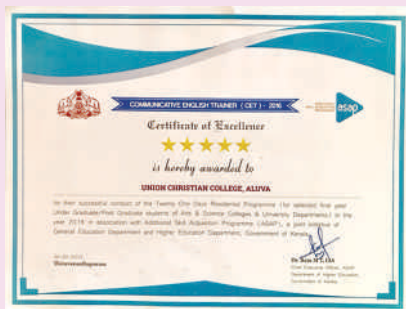 COMMUNICATIVE ENGLISH TRAINER ( CET ) - 2016
asap
Certificate of Excellence
is hereby awarded to
UNION CHRISTIAN COLLEGE, ALUVA
for their successful conduct of the Twenty One Days Residential Programme (for selected first year
Under Graduate/Post Graduate students of Arts & Science Colleges & University Departments) in the
year 2016 in association with Additional Skill Acquisition Programme (ASAP), a joint initiative of
General Education Department and Higher Education Department, Government of Kerala.
Thiruvananthapuram
Chief Executive Officer, ASAP
Department of Higher Education
Government of Kerala